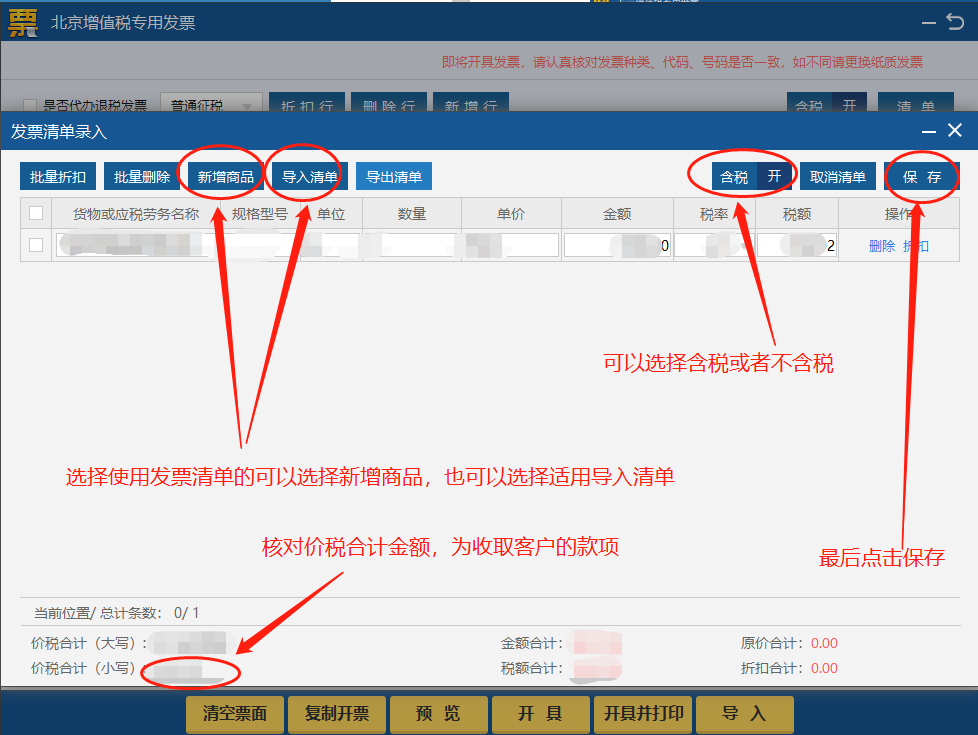 票 北京增值税专用发票
即将开具发票，请认真核对发票种类、代码、号码是否一致，如不同请更换纸质发票
是否代办退税发票 普通征税 折扣行 删除行 新增行 含税 开 清单
发票清单录入
批量折扣 批量删除 新增商品 导入清单 导出清单 含税 开 取消清单 保 存
货物或应税劳务名称 规格型号 单位 数量 单价 金额 税率 税额 操作
0 2 删除 折扣
可以选择含税或者不含税
选择使用发票清单的可以选择新增商品，也可以选择适用导入清单
核对价税合计金额，为收取客户的款项
最后点击保存
当前位置/ 总计条数： 0/ 1
价税合计（大写）： 金额合计： 原价合计：0.00
价税合计（小写） 税额合计： 折扣合计：0.00
清空票面 复制开票 预 览 开 具 开具并打印 导 入